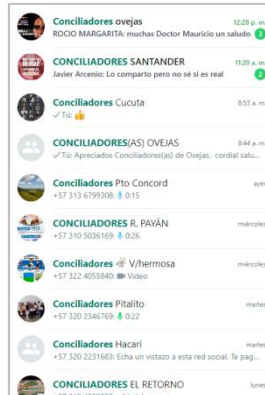 Conciliadores ovejas 12:28 p. m.
ROCIO MARGARITA: muchas Doctor Mauricio un saludo 3
CONCILIADORES SANTANDER 11:20 a. m.
Javier Arcenio: Lo comparto pero no sé si es real 2
Conciliadores Cucuta 8:53 a. m.
Tú: 👍
CONCILIADORES(AS) OVEJAS 8:44 a. m.
Tú: Apreciados Conciliadores(as) de Ovejas, cordial salu...
Conciliadores Pto Concord ayer
+57 313 6799308: 0:15
CONCILIADORES R. PAYÁN miércoles
+57 310 5036169: 0:26
Conciliadores V/hermosa miércoles
+57 322 4055840: Video
Conciliadores Pitalito martes
+57 320 2346769: 0:22
Conciliadores Hacari martes
+57 320 2231683: Echa un vistazo a esta red social. Te pag...
CONCILIADORES EL RETORNO lunes